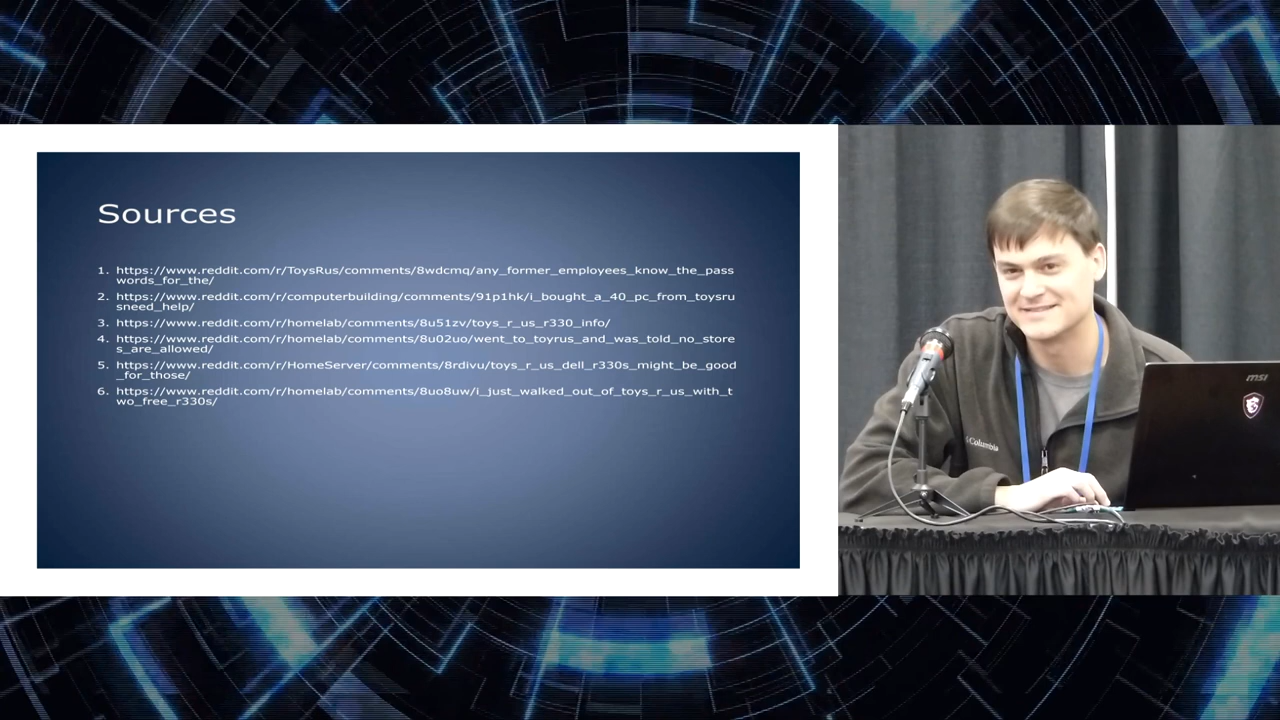 Sources
1. https://www.reddit.com/r/ToysRus/comments/8wdcmq/any_former_employees_know_the_pass
words_for_the/
2. https://www.reddit.com/r/computerbuilding/comments/91p1hk/i_bought_a_40_pc_from_toysru
sneed_help/
3. https://www.reddit.com/r/homelab/comments/8u51zv/toys_r_us_r330_info/
4. https://www.reddit.com/r/homelab/comments/8u02uo/went_to_toyrus_and_was_told_no_store
s_are_allowed/
5. https://www.reddit.com/r/HomeServer/comments/8rdivu/toys_r_us_dell_r330s_might_be_good
_for_those/
6. https://www.reddit.com/r/homelab/comments/8uo8uw/i_just_walked_out_of_toys_r_us_with_t
wo_free_r330s/
Columbia
msi